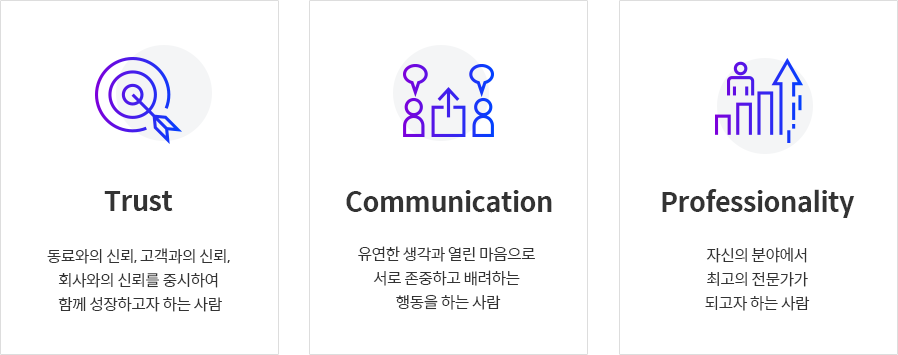 Trust
동료와의 신뢰, 고객과의 신뢰,
회사와의 신뢰를 중시하여
함께 성장하고자 하는 사람
Communication
유연한 생각과 열린 마음으로
서로 존중하고 배려하는
행동을 하는 사람
Professionality
자신의 분야에서
최고의 전문가가
되고자 하는 사람